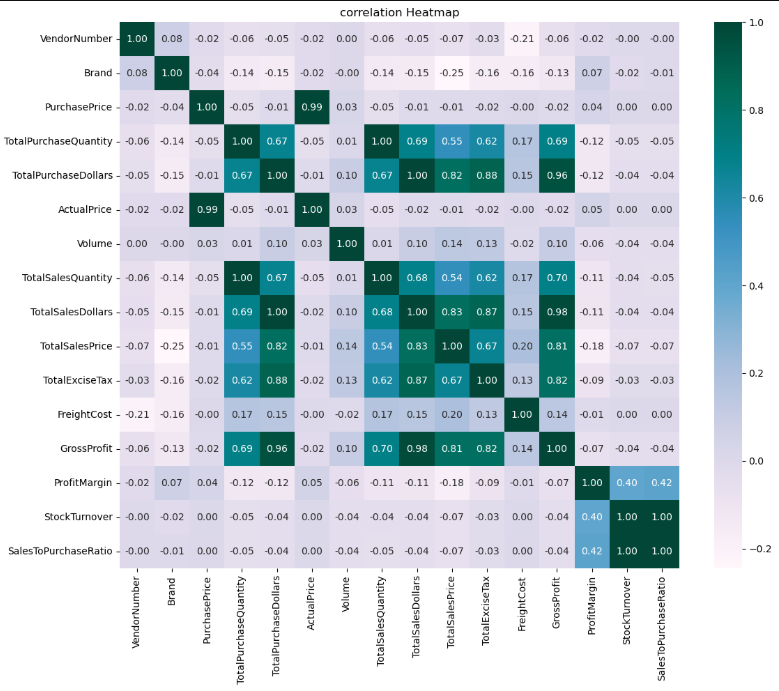 correlation Heatmap
VendorNumber 1.00 0.08 -0.02 -0.06 -0.05 -0.02 0.00 -0.06 -0.05 -0.07 -0.03 -0.21 -0.06 -0.02 -0.00 -0.00
Brand 0.08 1.00 -0.04 -0.14 -0.15 -0.02 -0.00 -0.14 -0.15 -0.25 -0.16 -0.16 -0.13 0.07 -0.02 -0.01
PurchasePrice -0.02 -0.04 1.00 -0.05 -0.01 0.99 0.03 -0.05 -0.01 -0.01 -0.02 -0.00 -0.02 0.04 0.00 0.00
TotalPurchaseQuantity -0.06 -0.14 -0.05 1.00 0.67 -0.05 0.01 1.00 0.69 0.55 0.62 0.17 0.69 -0.12 -0.05 -0.05
TotalPurchaseDollars -0.05 -0.15 -0.01 0.67 1.00 -0.01 0.10 0.67 1.00 0.82 0.88 0.15 0.96 -0.12 -0.04 -0.04
ActualPrice -0.02 -0.02 0.99 -0.05 -0.01 1.00 0.03 -0.05 -0.02 -0.01 -0.02 -0.00 -0.02 0.05 0.00 0.00
Volume 0.00 -0.00 0.03 0.01 0.10 0.03 1.00 0.01 0.10 0.14 0.13 -0.02 0.10 -0.06 -0.04 -0.04
TotalSalesQuantity -0.06 -0.14 -0.05 1.00 0.67 -0.05 0.01 1.00 0.68 0.54 0.62 0.17 0.70 -0.11 -0.04 -0.05
TotalSalesDollars -0.05 -0.15 -0.01 0.69 1.00 -0.02 0.10 0.68 1.00 0.83 0.87 0.15 0.98 -0.11 -0.04 -0.04
TotalSalesPrice -0.07 -0.25 -0.01 0.55 0.82 -0.01 0.14 0.54 0.83 1.00 0.67 0.20 0.81 -0.18 -0.07 -0.07
TotalExciseTax -0.03 -0.16 -0.02 0.62 0.88 -0.02 0.13 0.62 0.87 0.67 1.00 0.13 0.82 -0.09 -0.03 -0.03
FreightCost -0.21 -0.16 -0.00 0.17 0.15 -0.00 -0.02 0.17 0.15 0.20 0.13 1.00 0.14 -0.01 0.00 0.00
GrossProfit -0.06 -0.13 -0.02 0.69 0.96 -0.02 0.10 0.70 0.98 0.81 0.82 0.14 1.00 -0.07 -0.04 -0.04
ProfitMargin -0.02 0.07 0.04 -0.12 -0.12 0.05 -0.06 -0.11 -0.11 -0.18 -0.09 -0.01 -0.07 1.00 0.40 0.42
StockTurnover -0.00 -0.02 0.00 -0.05 -0.04 0.00 -0.04 -0.04 -0.04 -0.07 -0.03 0.00 -0.04 0.40 1.00 1.00
SalesToPurchaseRatio -0.00 -0.01 0.00 -0.05 -0.04 0.00 -0.04 -0.05 -0.04 -0.07 -0.03 0.00 -0.04 0.42 1.00 1.00
VendorNumber
Brand
PurchasePrice
TotalPurchaseQuantity
TotalPurchaseDollars
ActualPrice
Volume
TotalSalesQuantity
TotalSalesDollars
TotalSalesPrice
TotalExciseTax
FreightCost
GrossProfit
ProfitMargin
StockTurnover
SalesToPurchaseRatio
1.0
0.8
0.6
0.4
0.2
0.0
−0.2